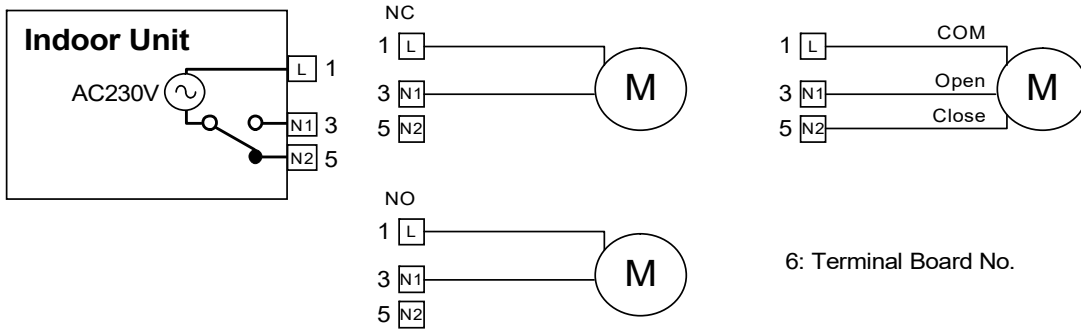 Indoor Unit
AC230V
L 1
N1 3
N2 5
NC
1 L
3 N1
5 N2
M
NO
1 L
3 N1
5 N2
M
1 L COM
3 N1 Open
5 N2 Close
M
6: Terminal Board No.